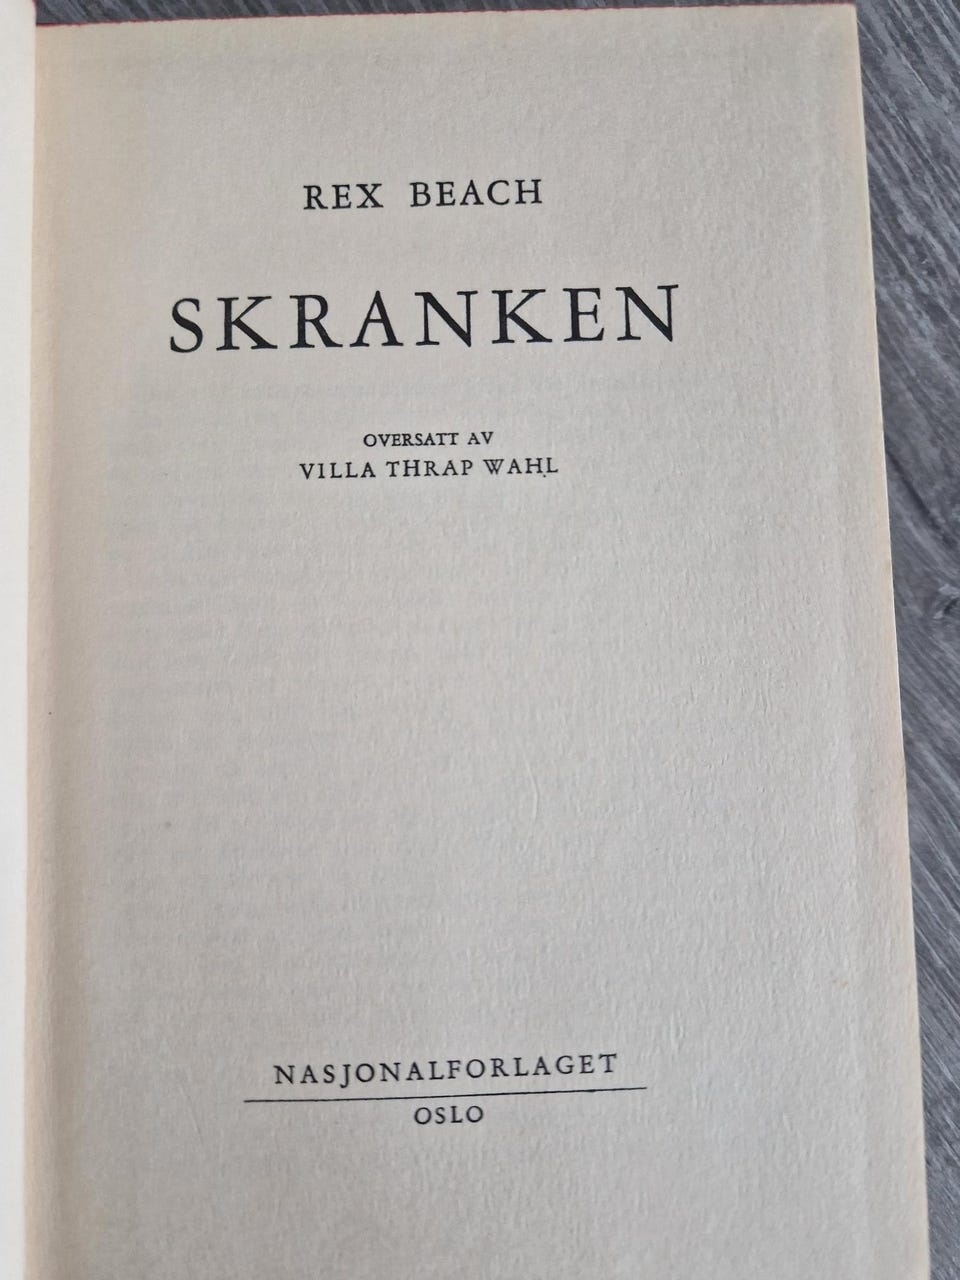 REX BEACH
SKRANKEN
OVERSATT AV
VILLA THRAP WAHL
NASJONALFORLAGET
OSLO